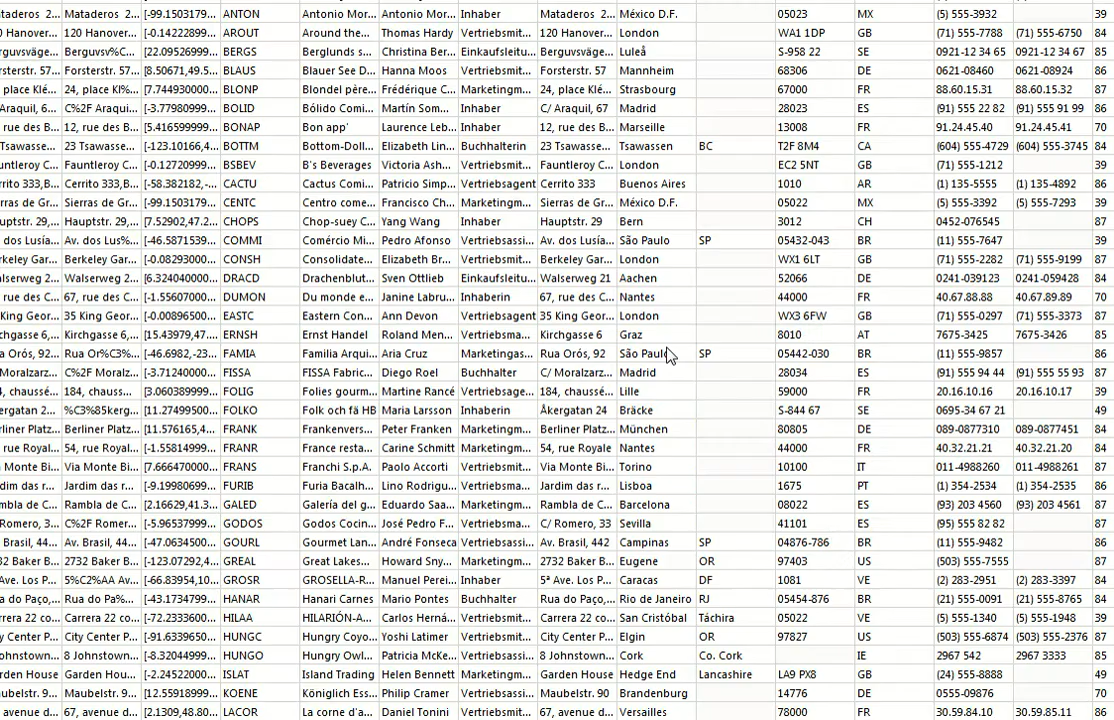 ataderos 2... Mataderos 2... [-99.1503179... ANTON Antonio Mor... Antonio Mor... Inhaber Mataderos 2... México D.F. 05023 MX (5) 555-3932 39
0 Hanover... 120 Hanover... [-0.14222899... AROUT Around the... Thomas Hardy Vertriebsmit... 120 Hanover... London WA1 1DP GB (71) 555-7788 (71) 555-6750 84
rguvsväge... Berguvsv%C... [22.09526999... BERGS Berglunds s... Christina Ber... Einkaufsleitu... Berguvsväge... Luleå S-958 22 SE 0921-12 34 65 0921-12 34 67 85
rsterstr. 57... Forsterstr. 57... [8.50671,49.5... BLAUS Blauer See D... Hanna Moos Vertriebsmit... Forsterstr. 57 Mannheim 68306 DE 0621-08460 0621-08924 86
, place Klé... 24, place Kl%... [7.744930000... BLONP Blondel père... Frédérique C... Marketingm... 24, place Klé... Strasbourg 67000 FR 88.60.15.31 88.60.15.32 87
Araquil, 6... C%2F Araqui... [-3.77980999... BOLID Bólido Comi... Martín Som... Inhaber C/ Araquil, 67 Madrid 28023 ES (91) 555 22 82 (91) 555 91 99 86
rue des B... 12, rue des B... [5.416599999... BONAP Bon app' Laurence Leb... Inhaber 12, rue des B... Marseille 13008 FR 91.24.45.40 91.24.45.41 70
Tsawasse... 23 Tsawasse... [-123.10166,4... BOTTM Bottom-Doll... Elizabeth Lin... Buchhalterin 23 Tsawasse... Tsawassen BC T2F 8M4 CA (604) 555-4729 (604) 555-3745 84
untleroy C... Fauntleroy C... [-0.12720999... BSBEV B's Beverages Victoria Ash... Vertriebsmit... Fauntleroy C... London EC2 5NT GB (71) 555-1212 39
errito 333,B... Cerrito 333,B... [-58.382182,-... CACTU Cactus Comi... Patricio Simp... Vertriebsagent Cerrito 333 Buenos Aires 1010 AR (1) 135-5555 (1) 135-4892 86
erras de Gr... Sierras de Gr... [-99.1503179... CENTC Centro come... Francisco Ch... Marketingm... Sierras de Gr... México D.F. 05022 MX (5) 555-3392 (5) 555-7293 39
uptstr. 29,... Hauptstr. 29,... [7.52902,47.2... CHOPS Chop-suey C... Yang Wang Inhaber Hauptstr. 29 Bern 3012 CH 0452-076545 87
dos Lusía... Av. dos Lus%... [-46.5871539... COMMI Comércio Mi... Pedro Afonso Vertriebsassi... Av. dos Lusía... São Paulo SP 05432-043 BR (11) 555-7647 39
erkeley Gar... Berkeley Gar... [-0.08293000... CONSH Consolidate... Elizabeth Br... Vertriebsmit... Berkeley Gar... London WX1 6LT GB (71) 555-2282 (71) 555-9199 87
alserweg 2... Walserweg 2... [6.324040000... DRACD Drachenblut... Sven Ottlieb Einkaufsleitu... Walserweg 21 Aachen 52066 DE 0241-039123 0241-059428 84
rue des C... 67, rue des C... [-1.55607000... DUMON Du monde e... Janine Labru... Inhaberin 67, rue des C... Nantes 44000 FR 40.67.88.88 40.67.89.89 70
King Geor... 35 King Geor... [-0.00896500... EASTC Eastern Con... Ann Devon Vertriebsagent 35 King Geor... London WX3 6FW GB (71) 555-0297 (71) 555-3373 87
rchgasse 6,... Kirchgasse 6,... [15.43979,47... ERNSH Ernst Handel Roland Men... Vertriebsma... Kirchgasse 6 Graz 8010 AT 7675-3425 7675-3426 85
a Orós, 92... Rua Or%C3%... [-46.6982,-23... FAMIA Familia Arqui... Aria Cruz Marketingas... Rua Orós, 92 São Paulo SP 05442-030 BR (11) 555-9857 86
Moralzarz... C%2F Moralz... [-3.71240000... FISSA FISSA Fabric... Diego Roel Buchhalter C/ Moralzarz... Madrid 28034 ES (91) 555 94 44 (91) 555 55 93 87
4, chaussé... 184, chauss... [3.060389999... FOLIG Folies gourm... Martine Rancé Vertriebsage... 184, chaussé... Lille 59000 FR 20.16.10.16 20.16.10.17 39
ergatan 2... %C3%85kerg... [11.27499500... FOLKO Folk och fä HB Maria Larsson Inhaberin Åkergatan 24 Bräcke S-844 67 SE 0695-34 67 21 49
rliner Platz... Berliner Platz... [11.576165,4... FRANK Frankenvers... Peter Franken Marketingm... Berliner Platz... München 80805 DE 089-0877310 089-0877451 84
rue Royal... 54, rue Royal... [-1.55814999... FRANR France resta... Carine Schmitt Marketingm... 54, rue Royale Nantes 44000 FR 40.32.21.21 40.32.21.20 84
a Monte Bi... Via Monte Bi... [7.666470000... FRANS Franchi S.p.A. Paolo Accorti Vertriebsmit... Via Monte Bi... Torino 10100 IT 011-4988260 011-4988261 87
rdim das r... Jardim das r... [-9.19980699... FURIB Furia Bacalh... Lino Rodrigu... Vertriebsma... Jardim das r... Lisboa 1675 PT (1) 354-2534 (1) 354-2535 86
mbla de C... Rambla de C... [2.16629,41.3... GALED Galería del g... Eduardo Saa... Marketingm... Rambla de C... Barcelona 08022 ES (93) 203 4560 (93) 203 4561 87
Romero, 3... C%2F Romer... [-5.96537999... GODOS Godos Cocin... José Pedro F... Vertriebsma... C/ Romero, 33 Sevilla 41101 ES (95) 555 82 82 87
Brasil, 44... Av. Brasil, 44... [-47.0634500... GOURL Gourmet Lan... André Fonseca Vertriebsmit... Av. Brasil, 442 Campinas SP 04876-786 BR (11) 555-9482 86
32 Baker B... 2732 Baker B... [-123.07292,4... GREAL Great Lakes... Howard Sny... Marketingm... 2732 Baker B... Eugene OR 97403 US (503) 555-7555 87
Ave. Los P... 5%C2%AA Av... [-66.83954,10... GROSR GROSELLA-R... Manuel Perei... Inhaber 5ª Ave. Los P... Caracas DF 1081 VE (2) 283-2951 (2) 283-3397 84
a do Paço,... Rua do Pa%... [-43.1734799... HANAR Hanari Carnes Mario Pontes Buchhalter Rua do Paço,... Rio de Janeiro RJ 05454-876 BR (21) 555-0091 (21) 555-8765 84
rrera 22 co... Carrera 22 co... [-72.2333600... HILAA HILARIÓN-A... Carlos Herná... Vertriebsmit... Carrera 22 co... San Cristóbal Táchira 05022 VE (5) 555-1340 (5) 555-1948 39
ty Center P... City Center P... [-91.6339650... HUNGC Hungry Coyo... Yoshi Latimer Vertriebsmit... City Center P... Elgin OR 97827 US (503) 555-6874 (503) 555-2376 87
Johnstown... 8 Johnstown... [-8.32044999... HUNGO Hungry Owl... Patricia McKe... Vertriebsassi... 8 Johnstown... Cork Co. Cork IE 2967 542 2967 3333 85
arden House Garden Hou... [-2.24522000... ISLAT Island Trading Helen Bennett Marketingm... Garden House Hedge End Lancashire LA9 PX8 GB (24) 555-8888 49
aubelstr. 9... Maubelstr. 9... [12.55918999... KOENE Königlich Ess... Philip Cramer Vertriebsassi... Maubelstr. 90 Brandenburg 14776 DE 0555-09876 70
, avenue d... 67, avenue d... [2.1309,48.80... LACOR La corne d'a... Daniel Tonini Vertriebsmit... 67, avenue d... Versailles 78000 FR 30.59.84.10 30.59.85.11 86